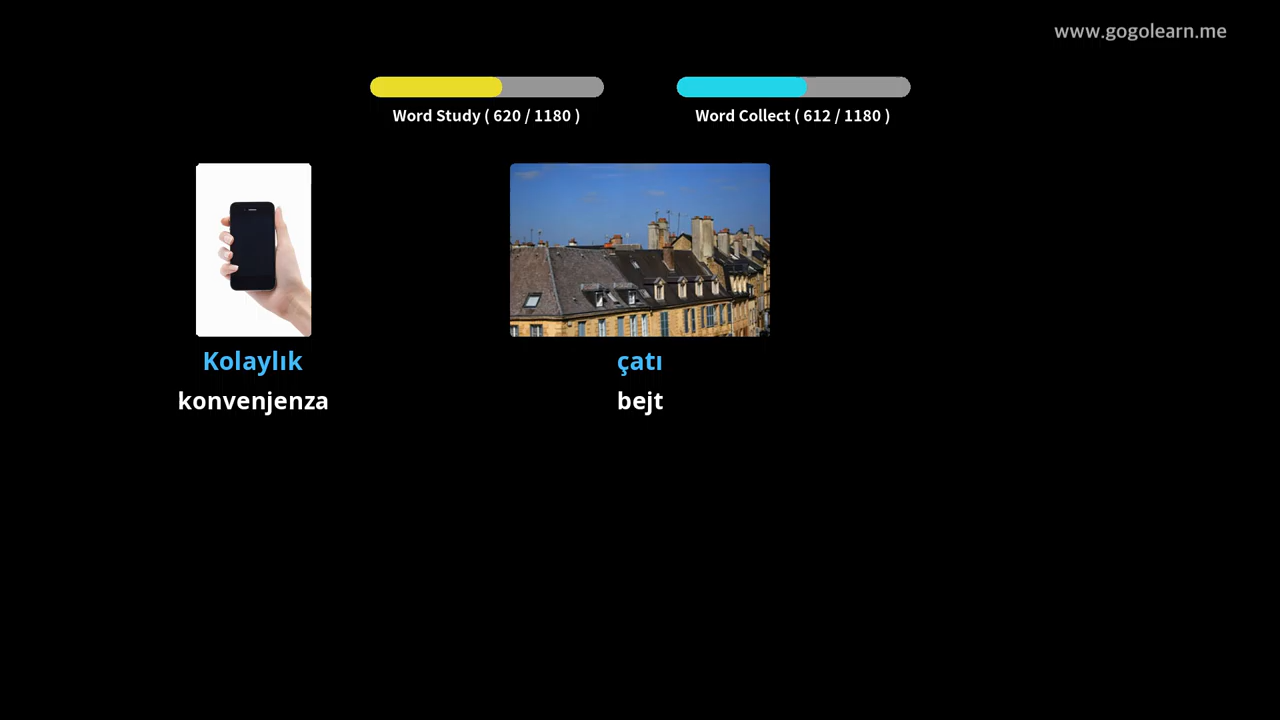 www.gogolearn.me
Word Study ( 620 / 1180 )
Word Collect ( 612 / 1180 )
Kolaylık
konvenjenza
çatı
bejt